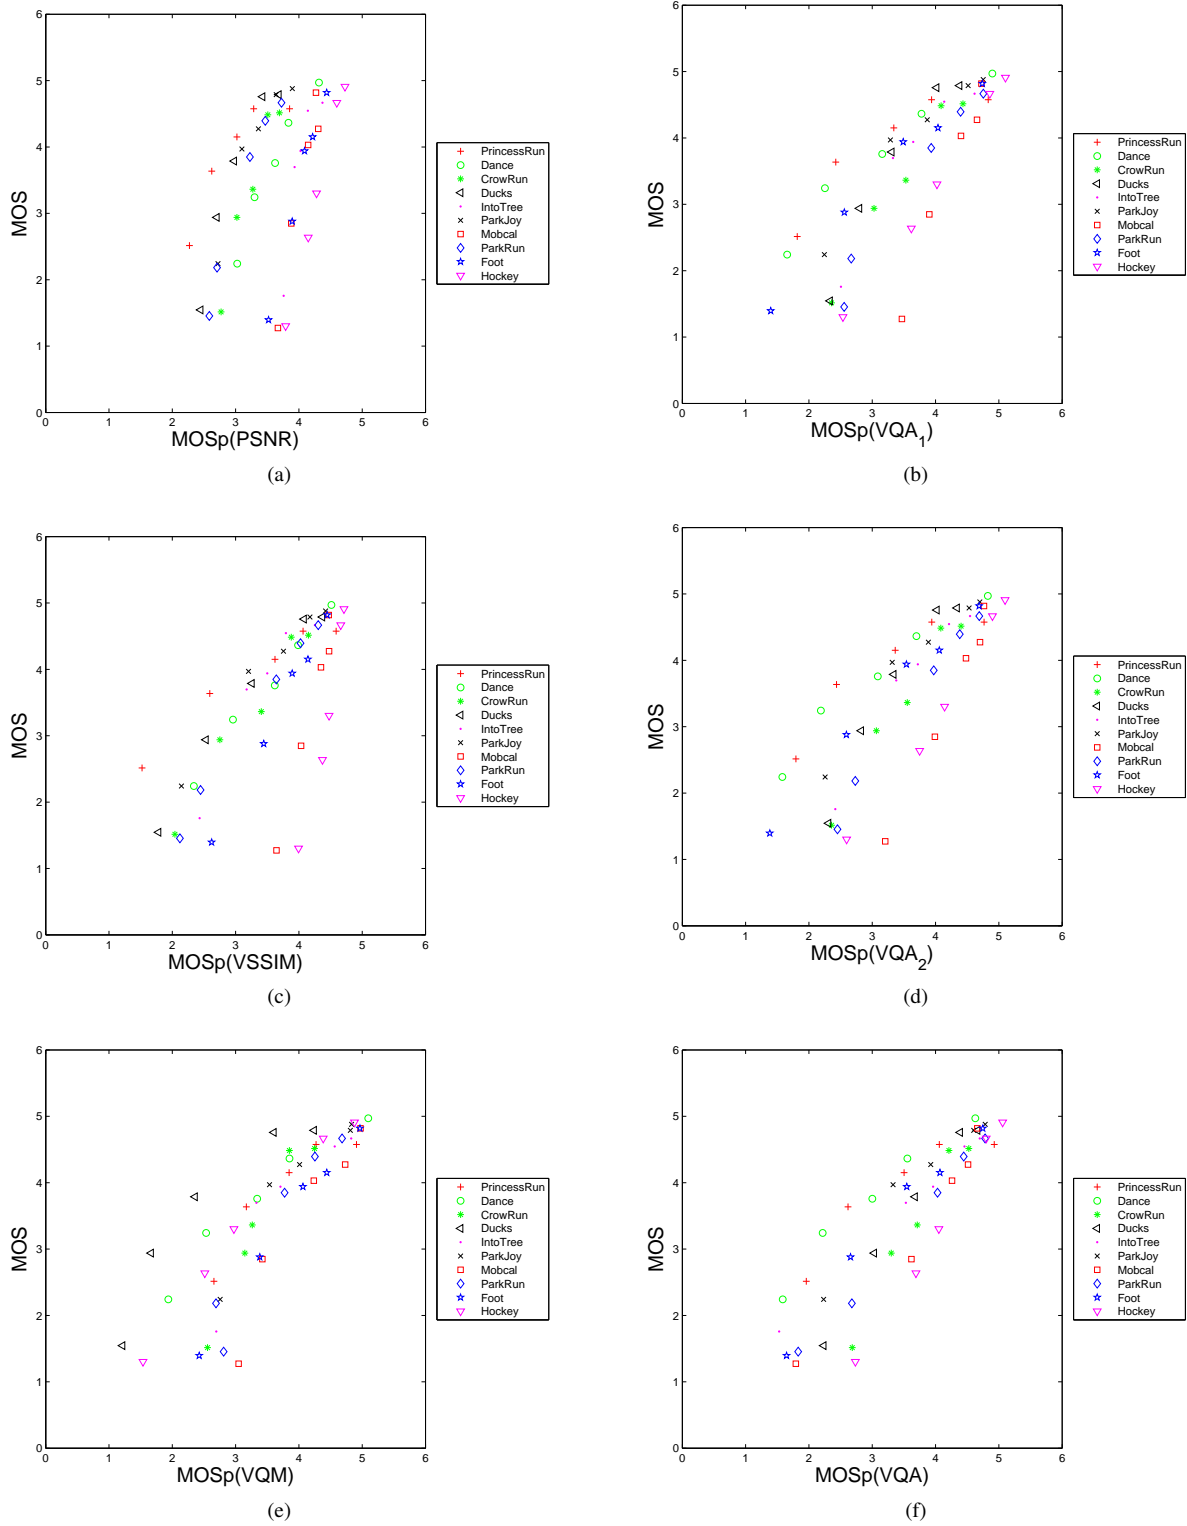 6
5
4
3
2
1
0
MOS
0 1 2 3 4 5 6
MOSp(PSNR)
PrincessRun
Dance
CrowRun
Ducks
IntoTree
ParkJoy
Mobcal
ParkRun
Foot
Hockey
(a)
6
5
4
3
2
1
0
MOS
0 1 2 3 4 5 6
MOSp(VQA1)
PrincessRun
Dance
CrowRun
Ducks
IntoTree
ParkJoy
Mobcal
ParkRun
Foot
Hockey
(b)
6
5
4
3
2
1
0
MOS
0 1 2 3 4 5 6
MOSp(VSSIM)
PrincessRun
Dance
CrowRun
Ducks
IntoTree
ParkJoy
Mobcal
ParkRun
Foot
Hockey
(c)
6
5
4
3
2
1
0
MOS
0 1 2 3 4 5 6
MOSp(VQA2)
PrincessRun
Dance
CrowRun
Ducks
IntoTree
ParkJoy
Mobcal
ParkRun
Foot
Hockey
(d)
6
5
4
3
2
1
0
MOS
0 1 2 3 4 5 6
MOSp(VQM)
PrincessRun
Dance
CrowRun
Ducks
IntoTree
ParkJoy
Mobcal
ParkRun
Foot
Hockey
(e)
6
5
4
3
2
1
0
MOS
0 1 2 3 4 5 6
MOSp(VQA)
PrincessRun
Dance
CrowRun
Ducks
IntoTree
ParkJoy
Mobcal
ParkRun
Foot
Hockey
(f)